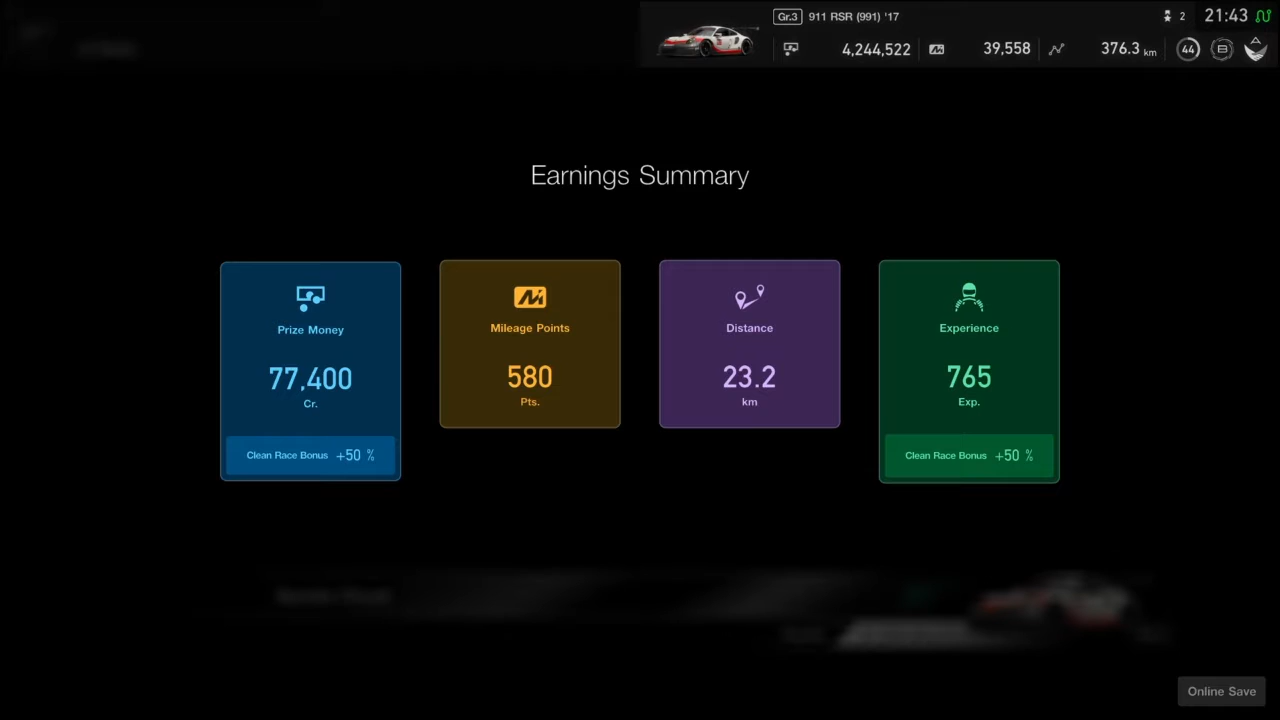 Gr.3 911 RSR (991) '17
2 21:43
4,244,522 39,558 376.3 km 44 B A
Earnings Summary
Prize Money
77,400
Cr.
Clean Race Bonus +50 %
Mileage Points
580
Pts.
Distance
23.2
km
Experience
765
Exp.
Clean Race Bonus +50 %
Online Save